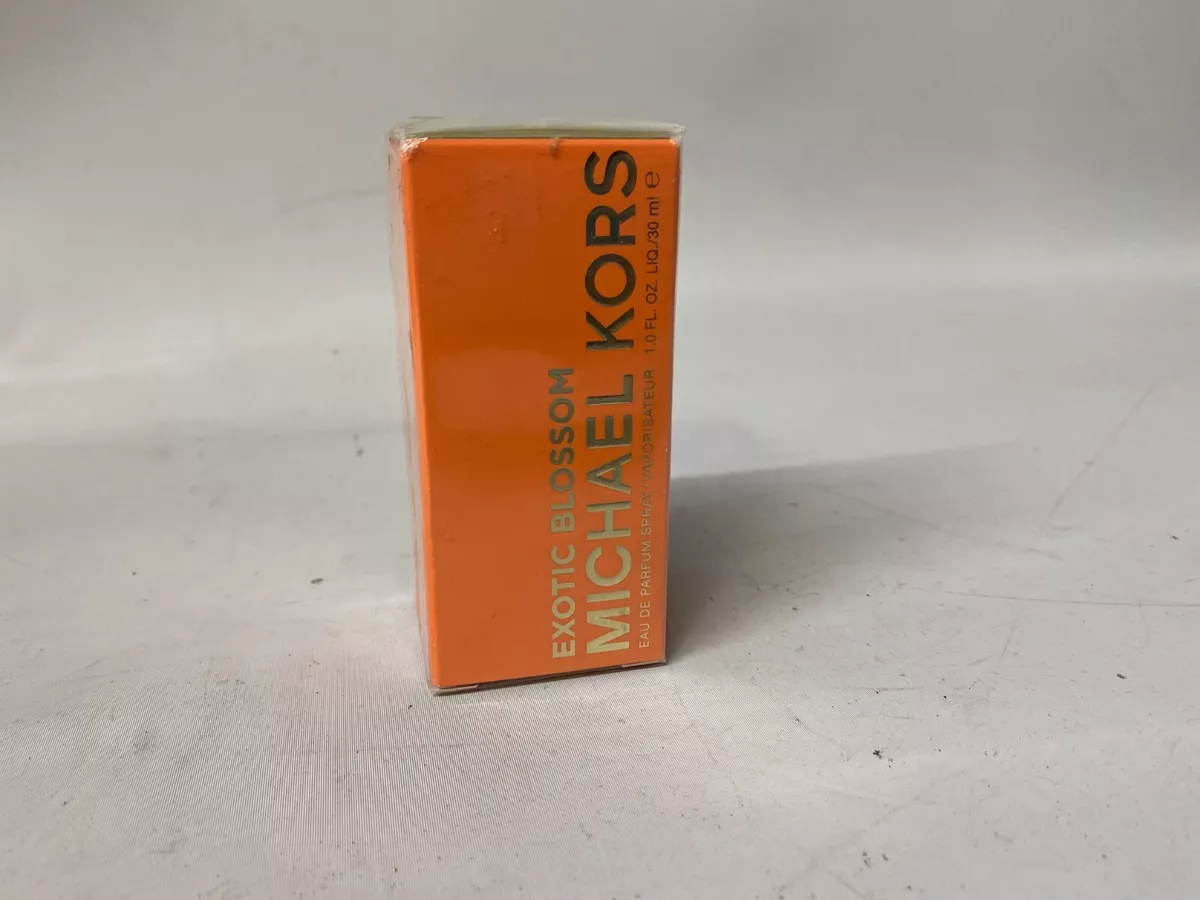 EXOTIC BLOSSOM
MICHAEL KORS
EAU DE PARFUM SPRAY/VAPORISATEUR 1.0 FL. OZ. LIQ./30 ml ℮